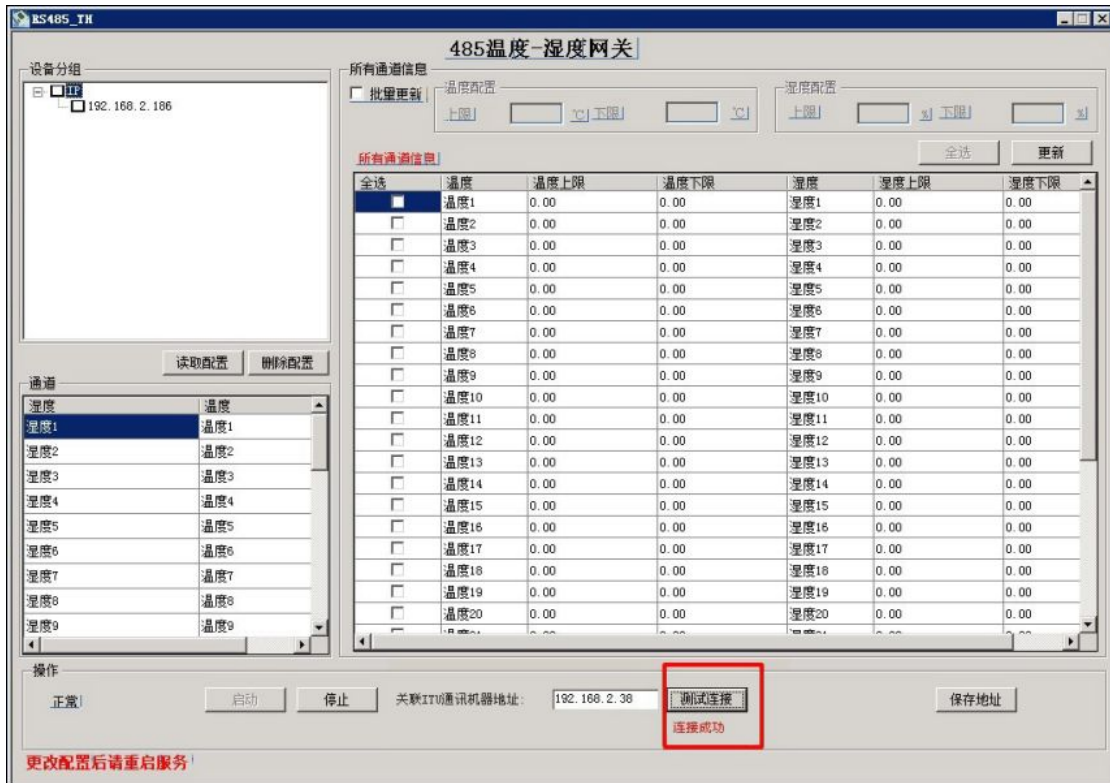 RS485_TH
485温度-湿度网关
设备分组
IP
192.168.2.186
读取配置 删除配置
通道
湿度 温度
湿度1 温度1
湿度2 温度2
湿度3 温度3
湿度4 温度4
湿度5 温度5
湿度6 温度6
湿度7 温度7
湿度8 温度8
湿度9 温度9
所有通道信息
批里更新
温度配置
上限 ℃ 下限 ℃
湿度配置
上限 % 下限 %
所有通道信息
全选 更新
全选 温度 温度上限 温度下限 湿度 湿度上限 湿度下限
温度1 0.00 0.00 湿度1 0.00 0.00
温度2 0.00 0.00 湿度2 0.00 0.00
温度3 0.00 0.00 湿度3 0.00 0.00
温度4 0.00 0.00 湿度4 0.00 0.00
温度5 0.00 0.00 湿度5 0.00 0.00
温度6 0.00 0.00 湿度6 0.00 0.00
温度7 0.00 0.00 湿度7 0.00 0.00
温度8 0.00 0.00 湿度8 0.00 0.00
温度9 0.00 0.00 湿度9 0.00 0.00
温度10 0.00 0.00 湿度10 0.00 0.00
温度11 0.00 0.00 湿度11 0.00 0.00
温度12 0.00 0.00 湿度12 0.00 0.00
温度13 0.00 0.00 湿度13 0.00 0.00
温度14 0.00 0.00 湿度14 0.00 0.00
温度15 0.00 0.00 湿度15 0.00 0.00
温度16 0.00 0.00 湿度16 0.00 0.00
温度17 0.00 0.00 湿度17 0.00 0.00
温度18 0.00 0.00 湿度18 0.00 0.00
温度19 0.00 0.00 湿度19 0.00 0.00
温度20 0.00 0.00 湿度20 0.00 0.00
操作
正常 启动 停止 关联ITU通讯机器地址: 192.168.2.38 测试连接 保存地址
连接成功
更改配置后请重启服务